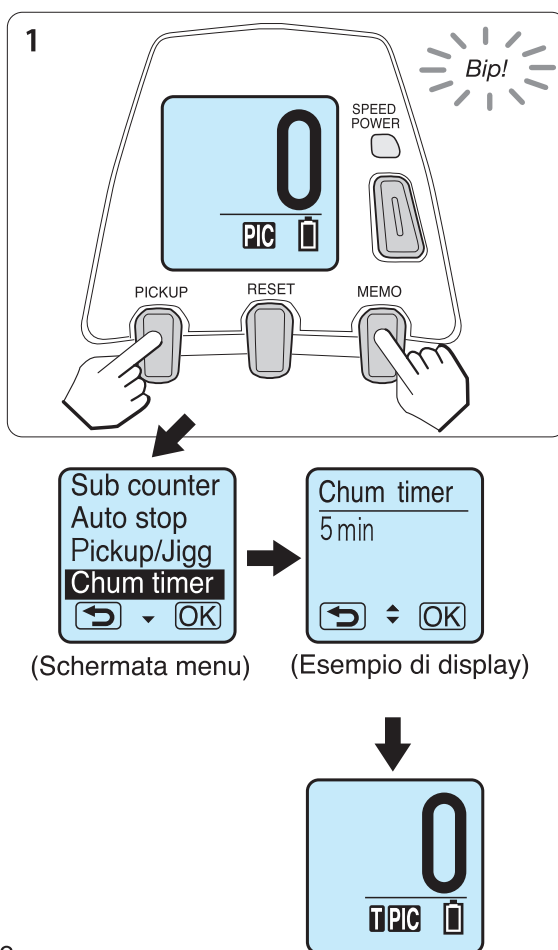 1
Bip!
SPEED
POWER
0
PIC
PICKUP
RESET
MEMO
Sub counter
Auto stop
Pickup/Jigg
Chum timer
OK
(Schermata menu)
Chum timer
5 min
OK
(Esempio di display)
0
T PIC